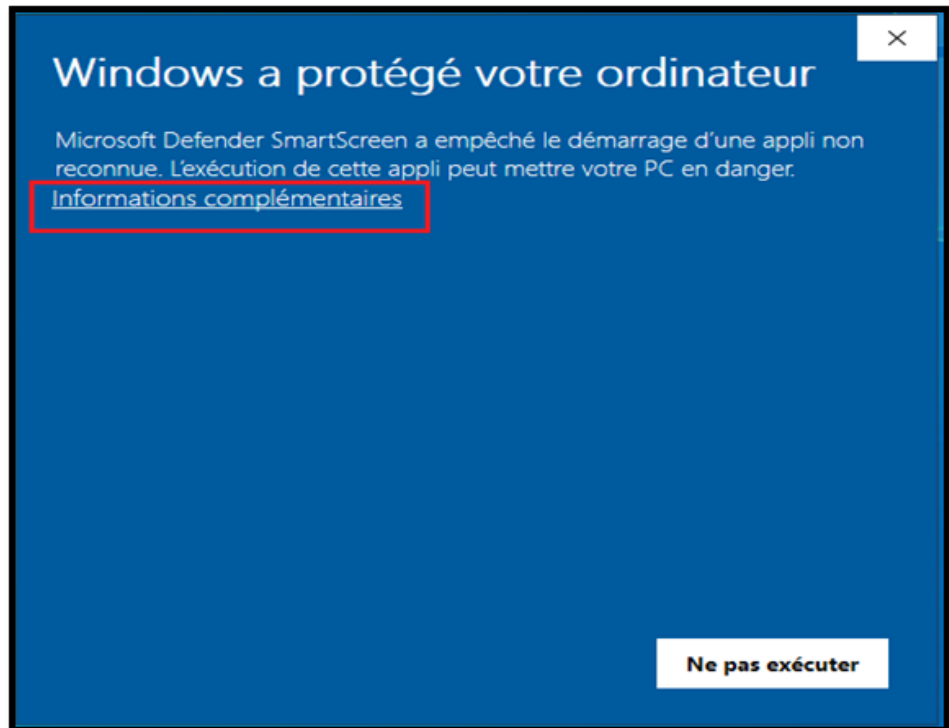 Windows a protégé votre ordinateur
Microsoft Defender SmartScreen a empêché le démarrage d'une appli non
reconnue. L'exécution de cette appli peut mettre votre PC en danger.
Informations complémentaires
Ne pas exécuter